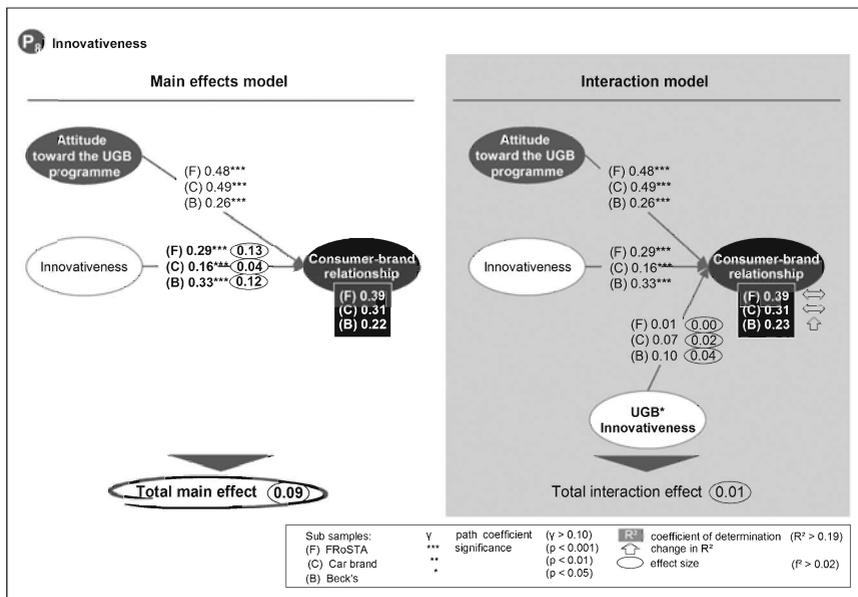 P8 Innovativeness
Main effects model
Attitude
toward the UGB
programme
(F) 0.48***
(C) 0.49***
(B) 0.26***
Innovativeness
(F) 0.29*** 0.13
(C) 0.16*** 0.04
(B) 0.33*** 0.12
Consumer-brand
relationship
(F) 0.39
(C) 0.31
(B) 0.22
Total main effect 0.09
Interaction model
Attitude
toward the UGB
programme
(F) 0.48***
(C) 0.49***
(B) 0.26***
Innovativeness
(F) 0.29***
(C) 0.16***
(B) 0.33***
Consumer-brand
relationship
(F) 0.39
(C) 0.31
(B) 0.23
(F) 0.01 0.00
(C) 0.07 0.02
(B) 0.10 0.04
UGB*
Innovativeness
Total interaction effect 0.01
Sub samples:
(F) FRoSTA
(C) Car brand
(B) Beck's
γ path coefficient (γ > 0.10)
*** significance (p < 0.001)
** (p < 0.01)
* (p < 0.05)
R² coefficient of determination (R² > 0.19)
change in R²
effect size (f² > 0.02)